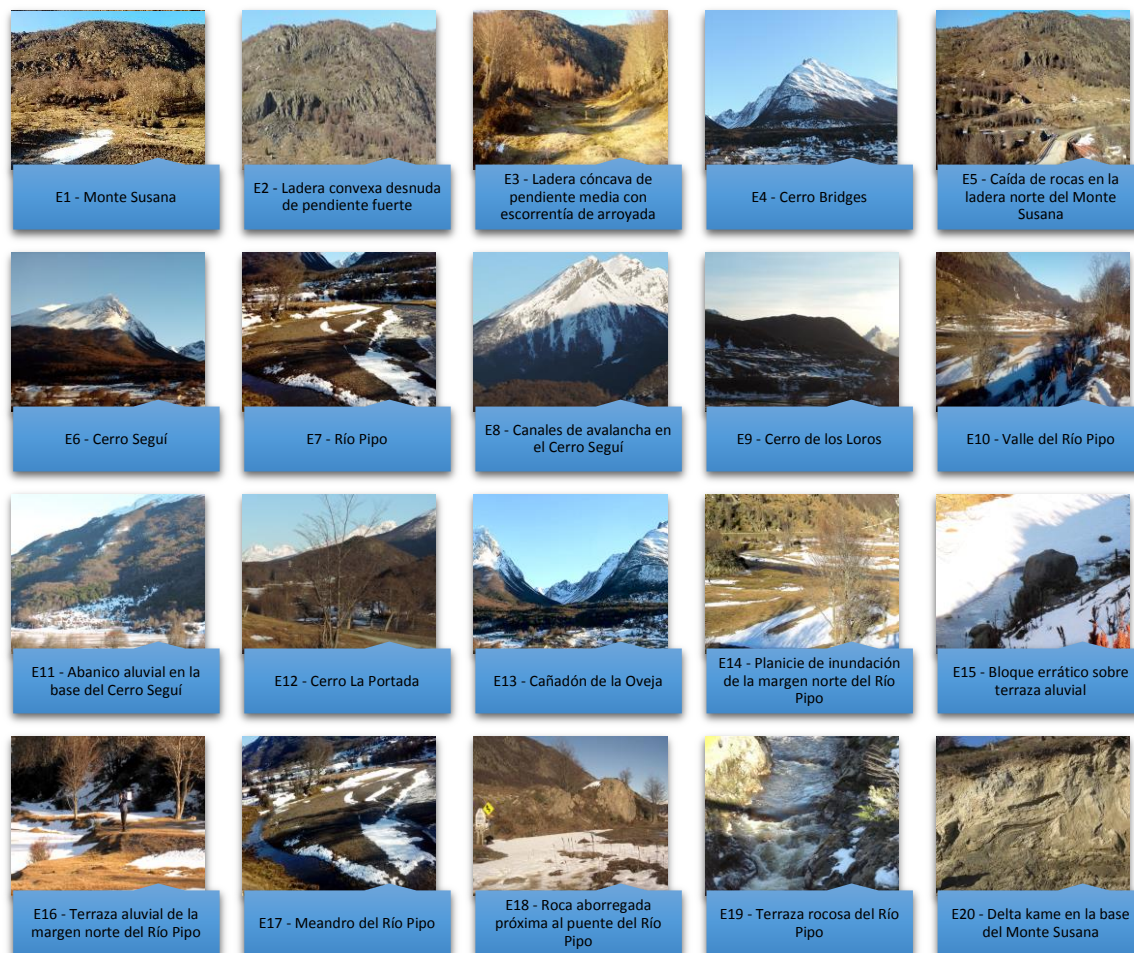 E1 - Monte Susana
E2 - Ladera convexa desnuda
de pendiente fuerte
E3 - Ladera cóncava de
pendiente media con
escorrentía de arroyada
E4 - Cerro Bridges
E5 - Caída de rocas en la
ladera norte del Monte
Susana
E6 - Cerro Seguí
E7 - Río Pipo
E8 - Canales de avalancha en
el Cerro Seguí
E9 - Cerro de los Loros
E10 - Valle del Río Pipo
E11 - Abanico aluvial en la
base del Cerro Seguí
E12 - Cerro La Portada
E13 - Cañadón de la Oveja
E14 - Planicie de inundación
de la margen norte del Río
Pipo
E15 - Bloque errático sobre
terraza aluvial
E16 - Terraza aluvial de la
margen norte del Río Pipo
E17 - Meandro del Río Pipo
E18 - Roca aborregada
próxima al puente del Río
Pipo
E19 - Terraza rocosa del Río
Pipo
E20 - Delta kame en la base
del Monte Susana